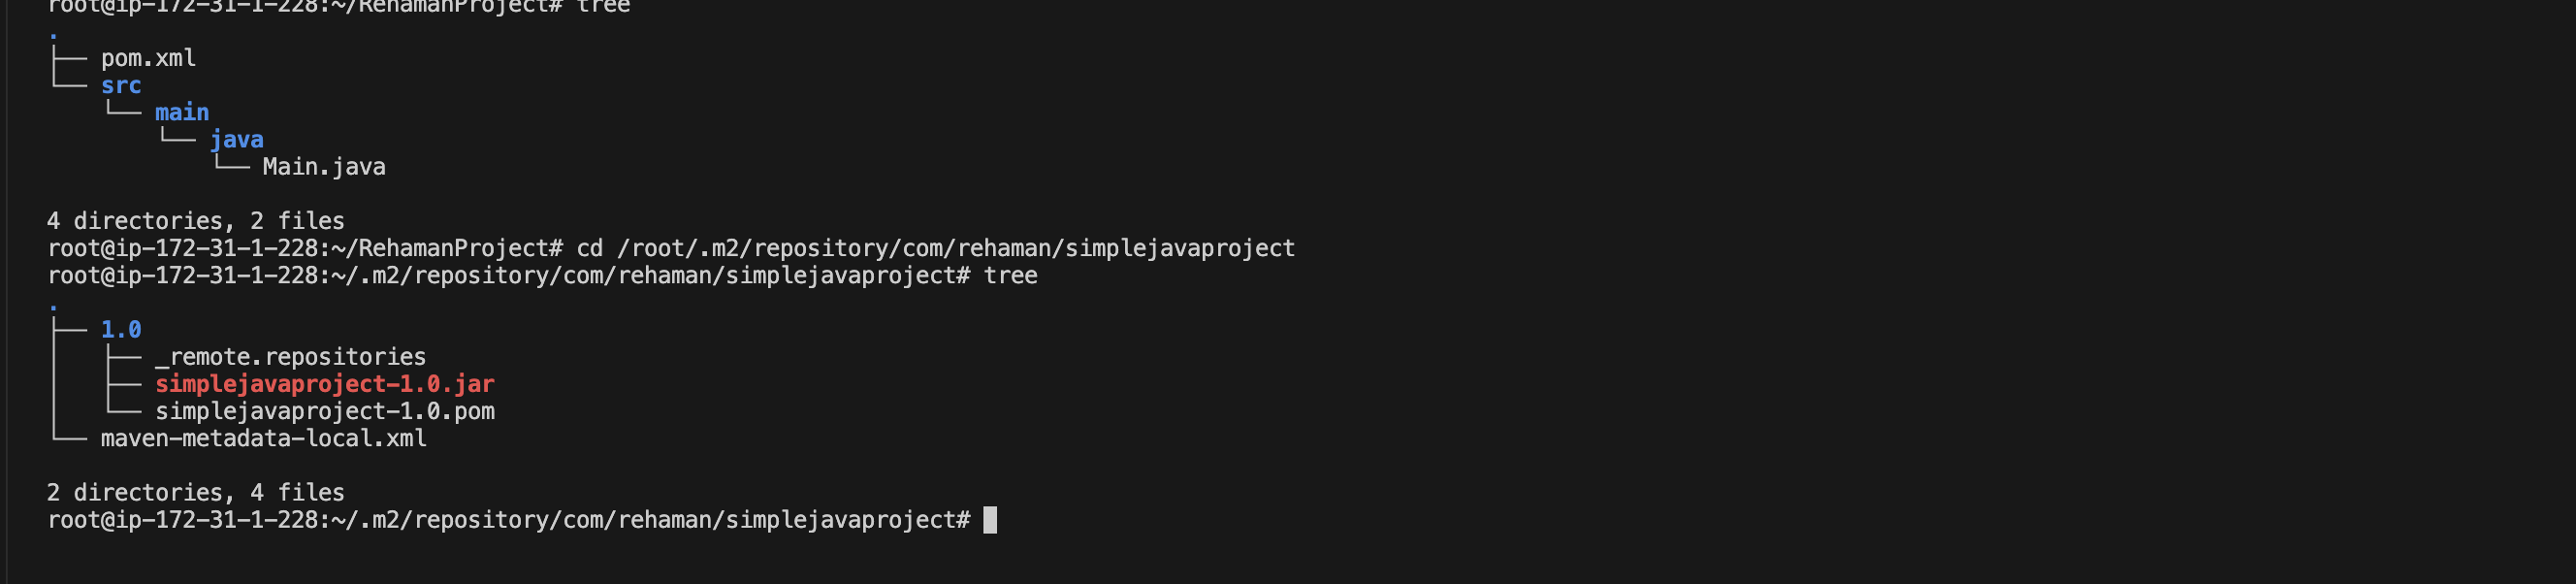 root@ip-172-31-1-228:~/RehamanProject# tree
.
├── pom.xml
└── src
    └── main
        └── java
            └── Main.java
4 directories, 2 files
root@ip-172-31-1-228:~/RehamanProject# cd /root/.m2/repository/com/rehaman/simplejavaproject
root@ip-172-31-1-228:~/.m2/repository/com/rehaman/simplejavaproject# tree
.
├── 1.0
│   ├── _remote.repositories
│   ├── simplejavaproject-1.0.jar
│   └── simplejavaproject-1.0.pom
└── maven-metadata-local.xml
2 directories, 4 files
root@ip-172-31-1-228:~/.m2/repository/com/rehaman/simplejavaproject#